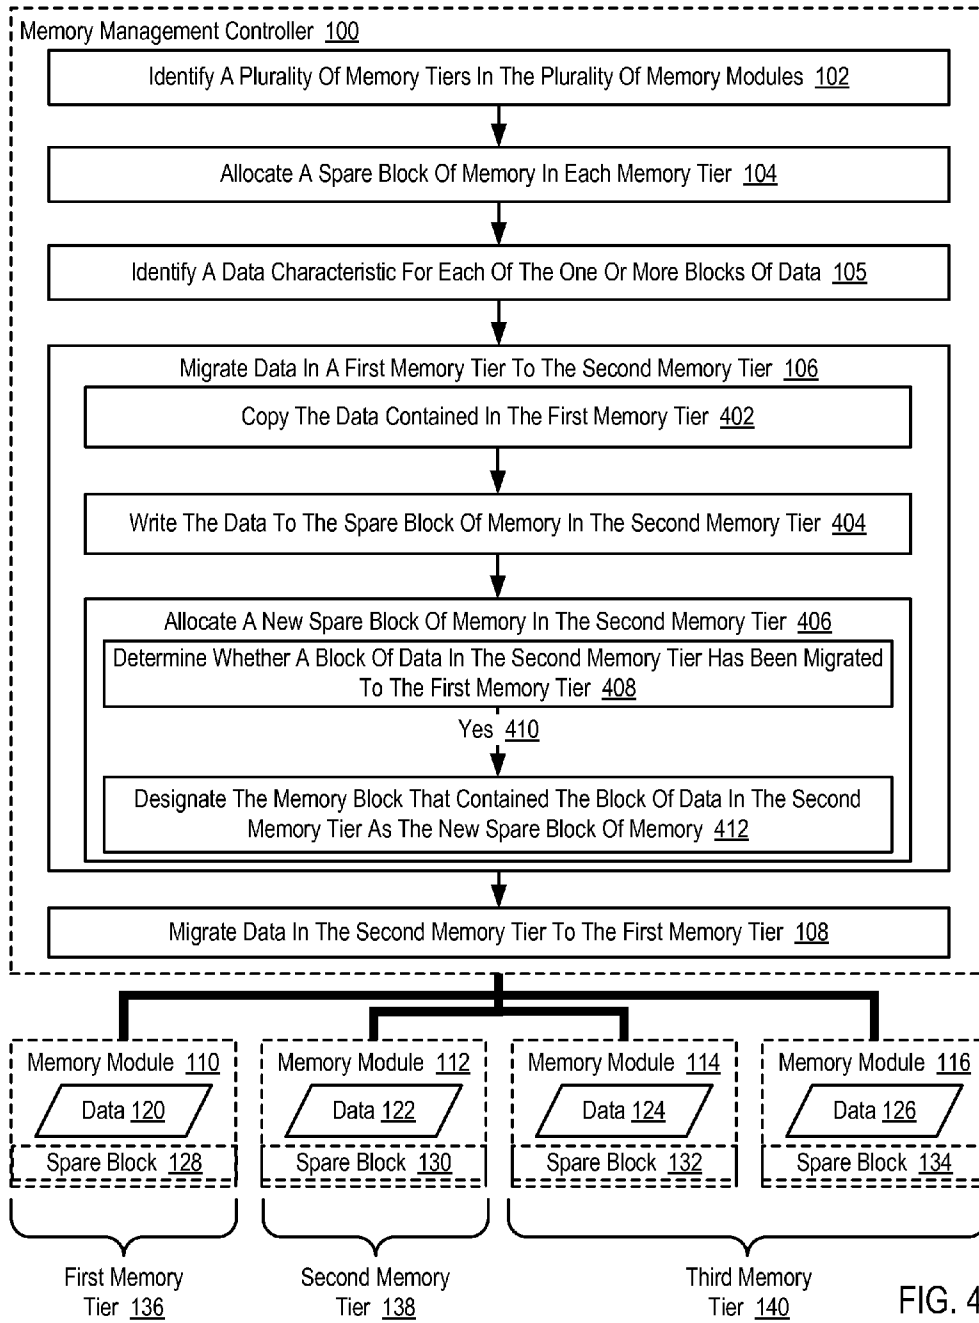 Memory Management Controller 100
Identify A Plurality Of Memory Tiers In The Plurality Of Memory Modules 102
Allocate A Spare Block Of Memory In Each Memory Tier 104
Identify A Data Characteristic For Each Of The One Or More Blocks Of Data 105
Migrate Data In A First Memory Tier To The Second Memory Tier 106
Copy The Data Contained In The First Memory Tier 402
Write The Data To The Spare Block Of Memory In The Second Memory Tier 404
Allocate A New Spare Block Of Memory In The Second Memory Tier 406
Determine Whether A Block Of Data In The Second Memory Tier Has Been Migrated
To The First Memory Tier 408
Yes 410
Designate The Memory Block That Contained The Block Of Data In The Second
Memory Tier As The New Spare Block Of Memory 412
Migrate Data In The Second Memory Tier To The First Memory Tier 108
Memory Module 110
Data 120
Spare Block 128
Memory Module 112
Data 122
Spare Block 130
Memory Module 114
Data 124
Spare Block 132
Memory Module 116
Data 126
Spare Block 134
First Memory
Tier 136
Second Memory
Tier 138
Third Memory
Tier 140
FIG. 4